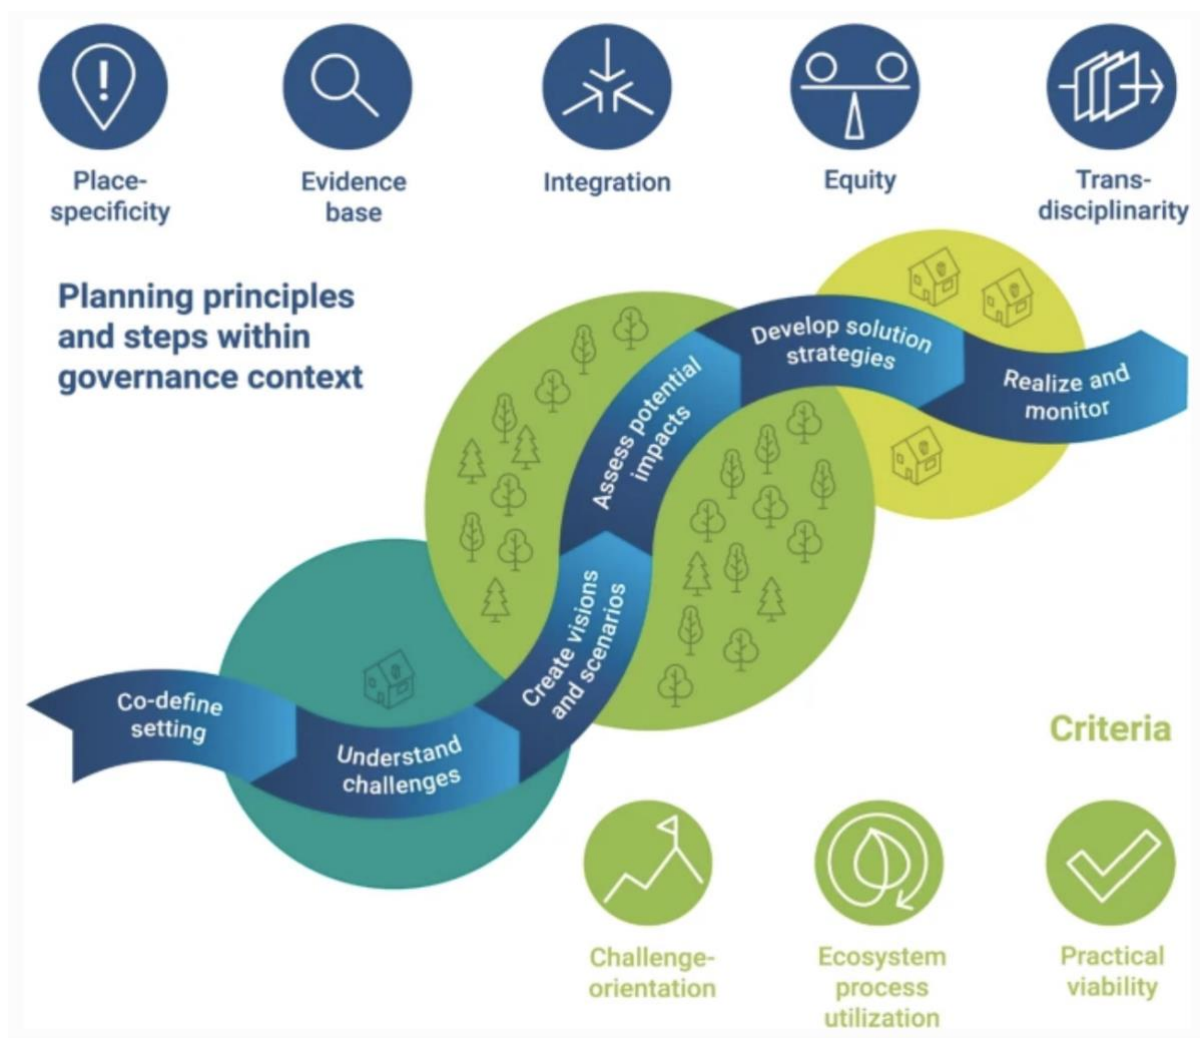 Place-
specificity
Evidence
base
Integration
Equity
Trans-
disciplinarity
Planning principles
and steps within
governance context
Co-define
setting
Understand
challenges
Create visions
and scenarios
Assess potential
impacts
Develop solution
strategies
Realize and
monitor
Criteria
Challenge-
orientation
Ecosystem
process
utilization
Practical
viability